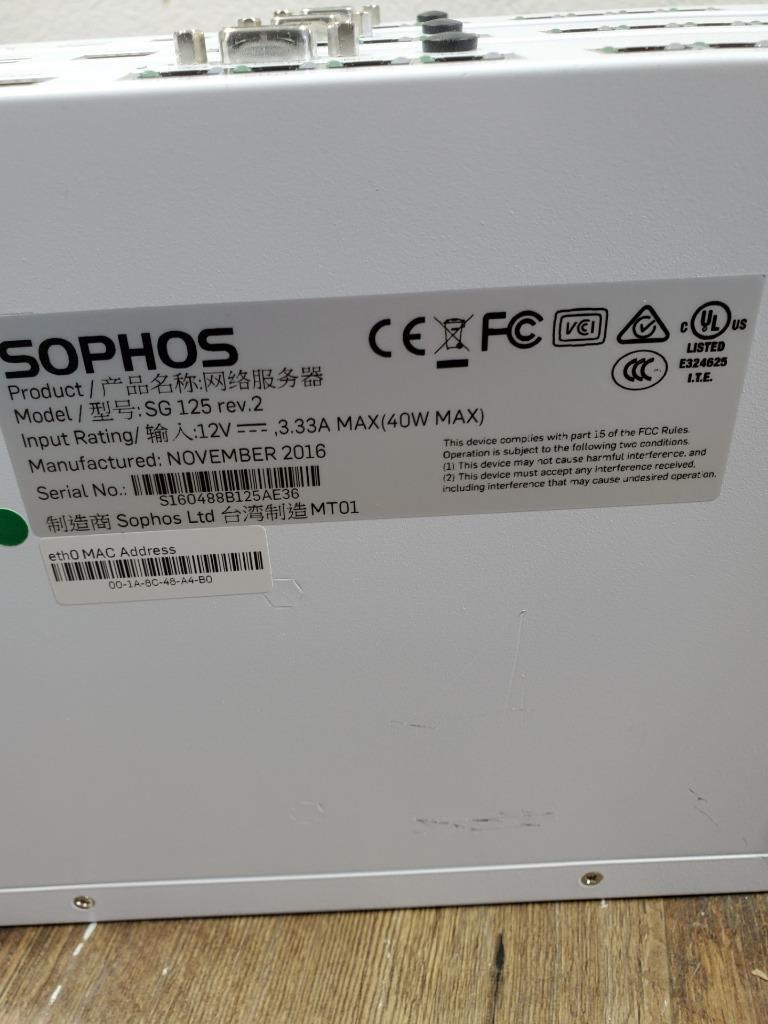 SOPHOS
Product / 产品名称:网络服务器
Model / 型号: SG 125 rev.2
Input Rating/ 输入:12V ⎓ ,3.33A MAX(40W MAX)
Manufactured: NOVEMBER 2016
Serial No.:
S160488B125AE36
制造商 Sophos Ltd 台湾制造 MT01
CE
FC
VCI
C UL US
LISTED
E324625
I.T.E.
CCC
This device complies with part 15 of the FCC Rules.
Operation is subject to the following two conditions.
(1) This device may not cause harmful interference, and
(2) This device must accept any interference received,
including interference that may cause undesired operation.
eth0 MAC Address
00-1A-8C-48-A4-B0